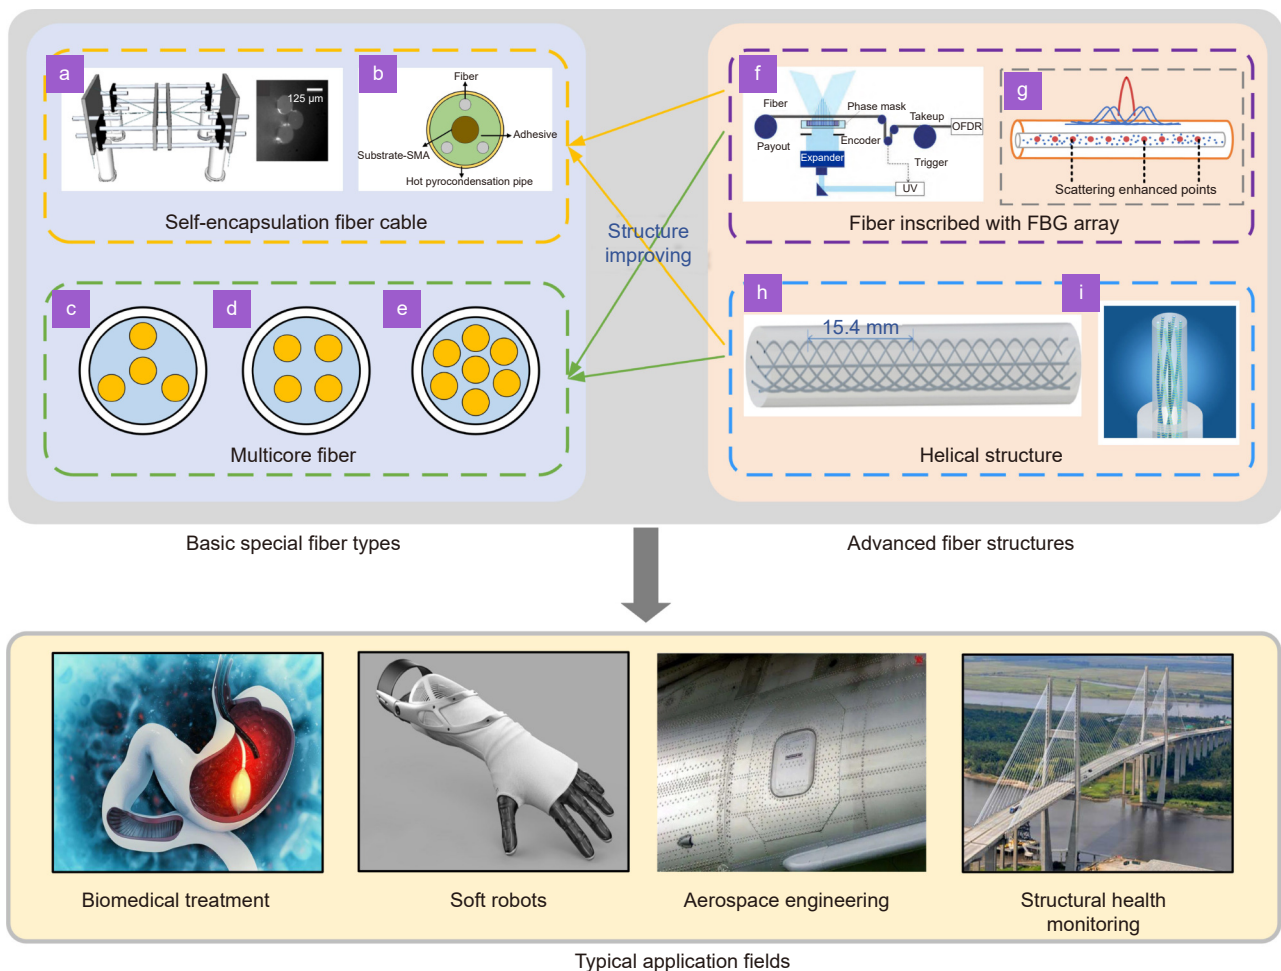 a
125 μm
b
Fiber
Adhesive
Substrate-SMA
Hot pyrocondensation pipe
Self-encapsulation fiber cable
c
d
e
Multicore fiber
Structure
improving
f
Fiber
Phase mask
Takeup
OFDR
Payout
Encoder
Trigger
Expander
UV
g
Scattering enhanced points
Fiber inscribed with FBG array
h
15.4 mm
i
Helical structure
Basic special fiber types
Advanced fiber structures
Biomedical treatment
Soft robots
Aerospace engineering
Structural health
monitoring
Typical application fields